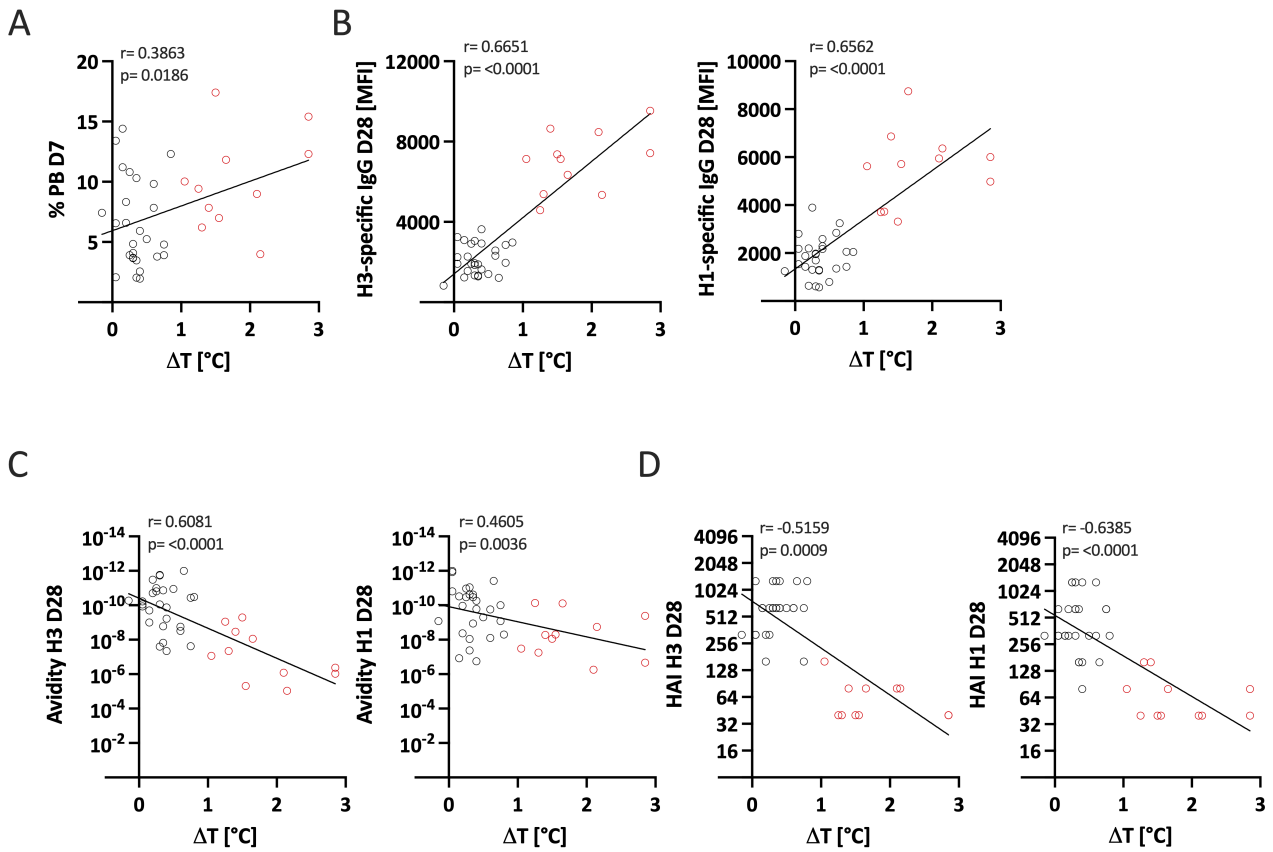 A
r= 0.3863
p= 0.0186
% PB D7
20
15
10
5
0 1 2 3
ΔT [°C]
B
r= 0.6651
p= <0.0001
H3-specific IgG D28 [MFI]
12000
8000
4000
0 1 2 3
ΔT [°C]
r= 0.6562
p= <0.0001
H1-specific IgG D28 [MFI]
10000
8000
6000
4000
2000
0 1 2 3
ΔT [°C]
C
r= 0.6081
p= <0.0001
Avidity H3 D28
10-14
10-12
10-10
10-8
10-6
10-4
10-2
0 1 2 3
ΔT [°C]
r= 0.4605
p= 0.0036
Avidity H1 D28
10-14
10-12
10-10
10-8
10-6
10-4
10-2
0 1 2 3
ΔT [°C]
D
r= -0.5159
p= 0.0009
HAI H3 D28
4096
2048
1024
512
256
128
64
32
16
0 1 2 3
ΔT [°C]
r= -0.6385
p= <0.0001
HAI H1 D28
4096
2048
1024
512
256
128
64
32
16
0 1 2 3
ΔT [°C]